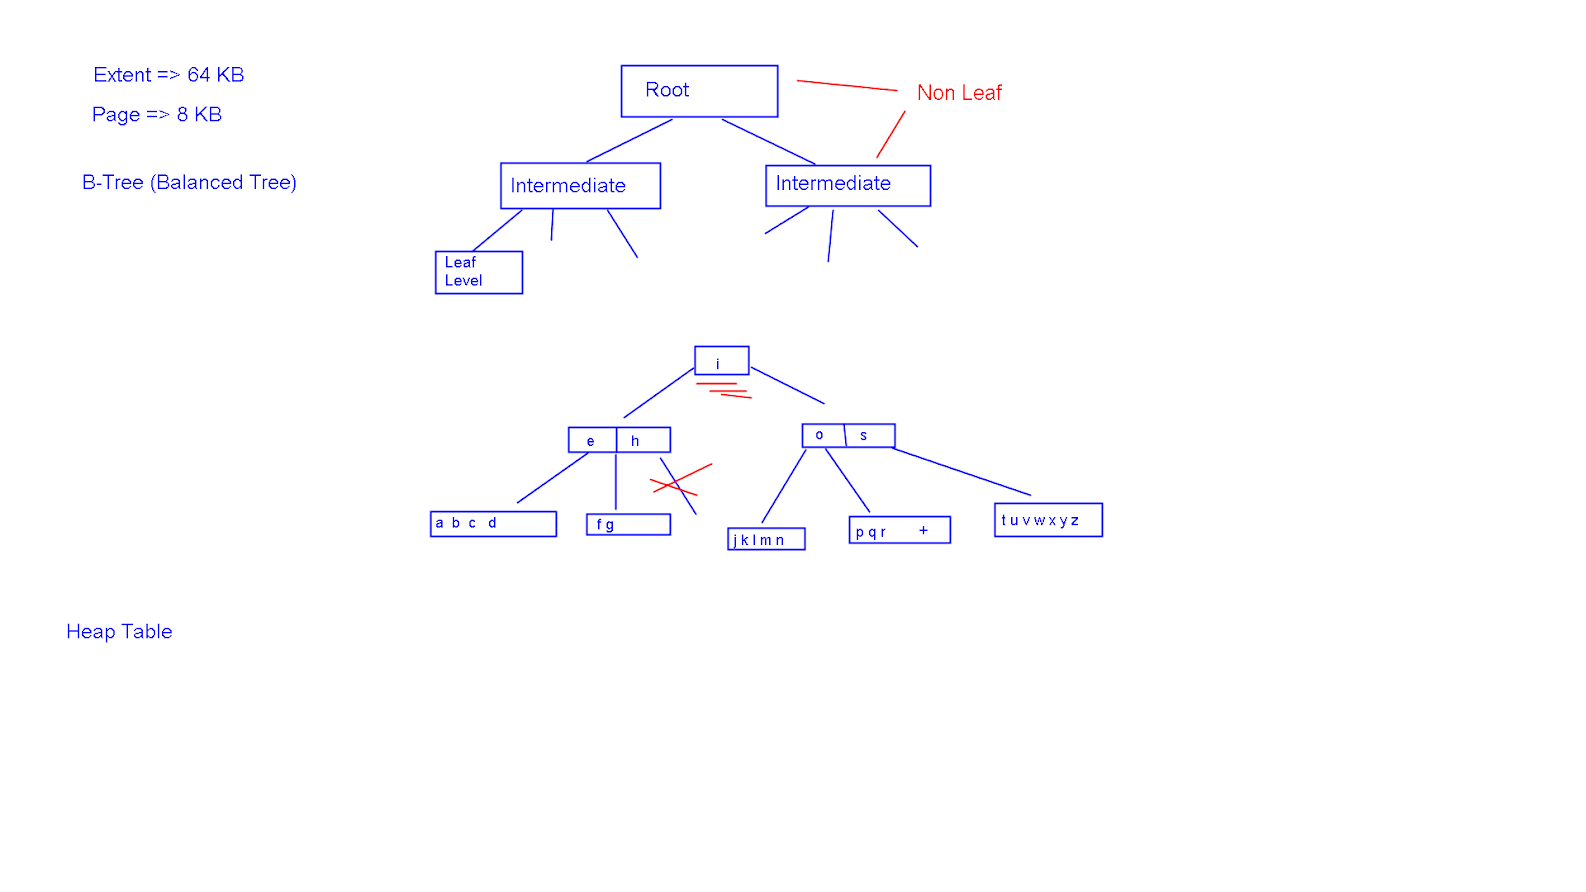 Extent => 64 KB
Page => 8 KB
B-Tree (Balanced Tree)
Root
Non Leaf
Intermediate
Intermediate
Leaf
Level
i
e h
o s
a b c d
f g
j k l m n
p q r +
t u v w x y z
Heap Table